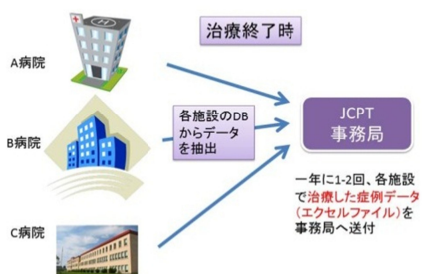 治療終了時
A病院
各施設のDB
からデータ
を抽出
JCPT
事務局
B病院
一年に1-2回、各施設
で治療した症例データ
(エクセルファイル)を
事務局へ送付
C病院
H